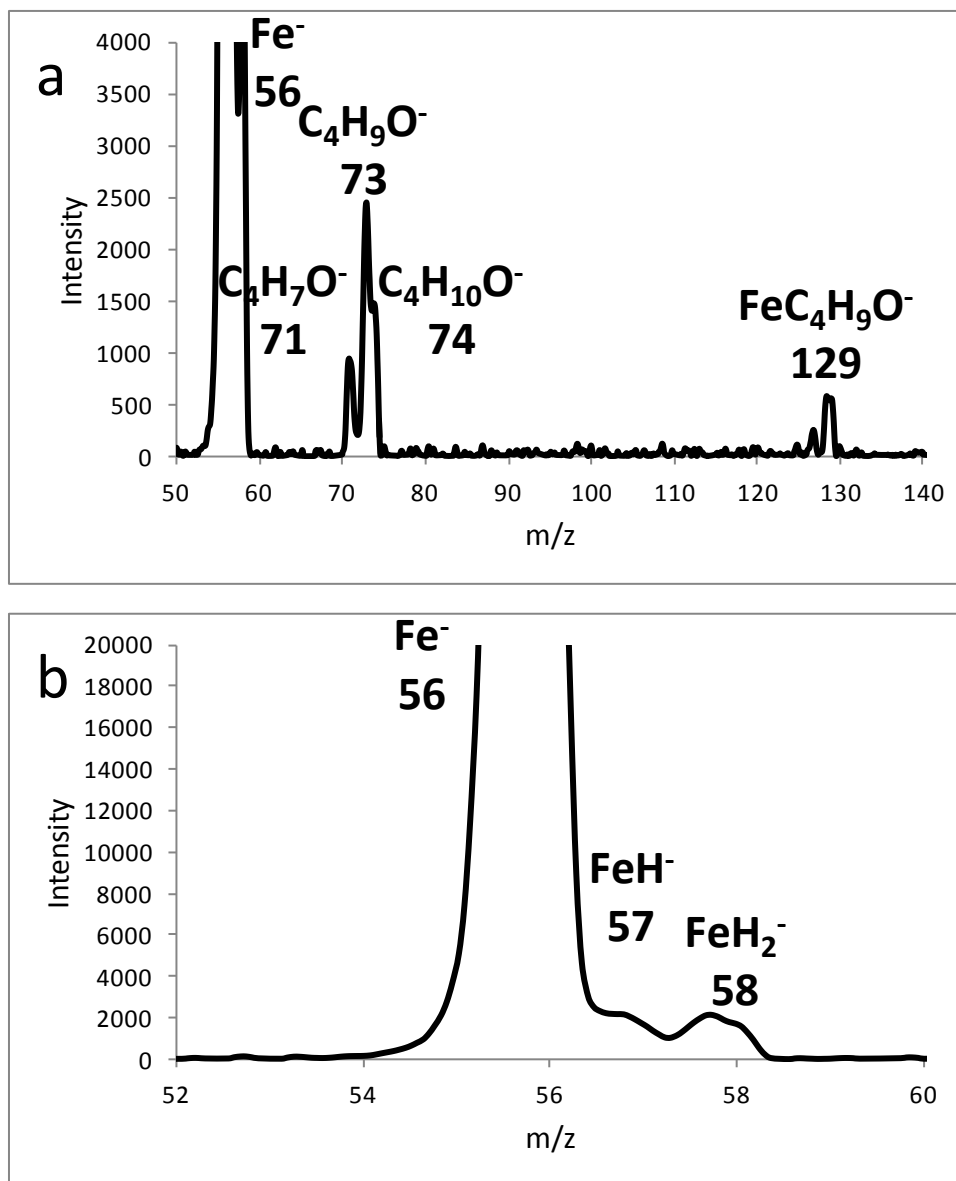 a
Fe⁻
56
C₄H₉O⁻
73
C₄H₇O⁻
71
C₄H₁₀O⁻
74
FeC₄H₉O⁻
129
Intensity
4000
3500
3000
2500
2000
1500
1000
500
0
50 60 70 80 90 100 110 120 130 140
m/z
b
Fe⁻
56
FeH⁻
57
FeH₂⁻
58
Intensity
20000
18000
16000
14000
12000
10000
8000
6000
4000
2000
0
52 54 56 58 60
m/z